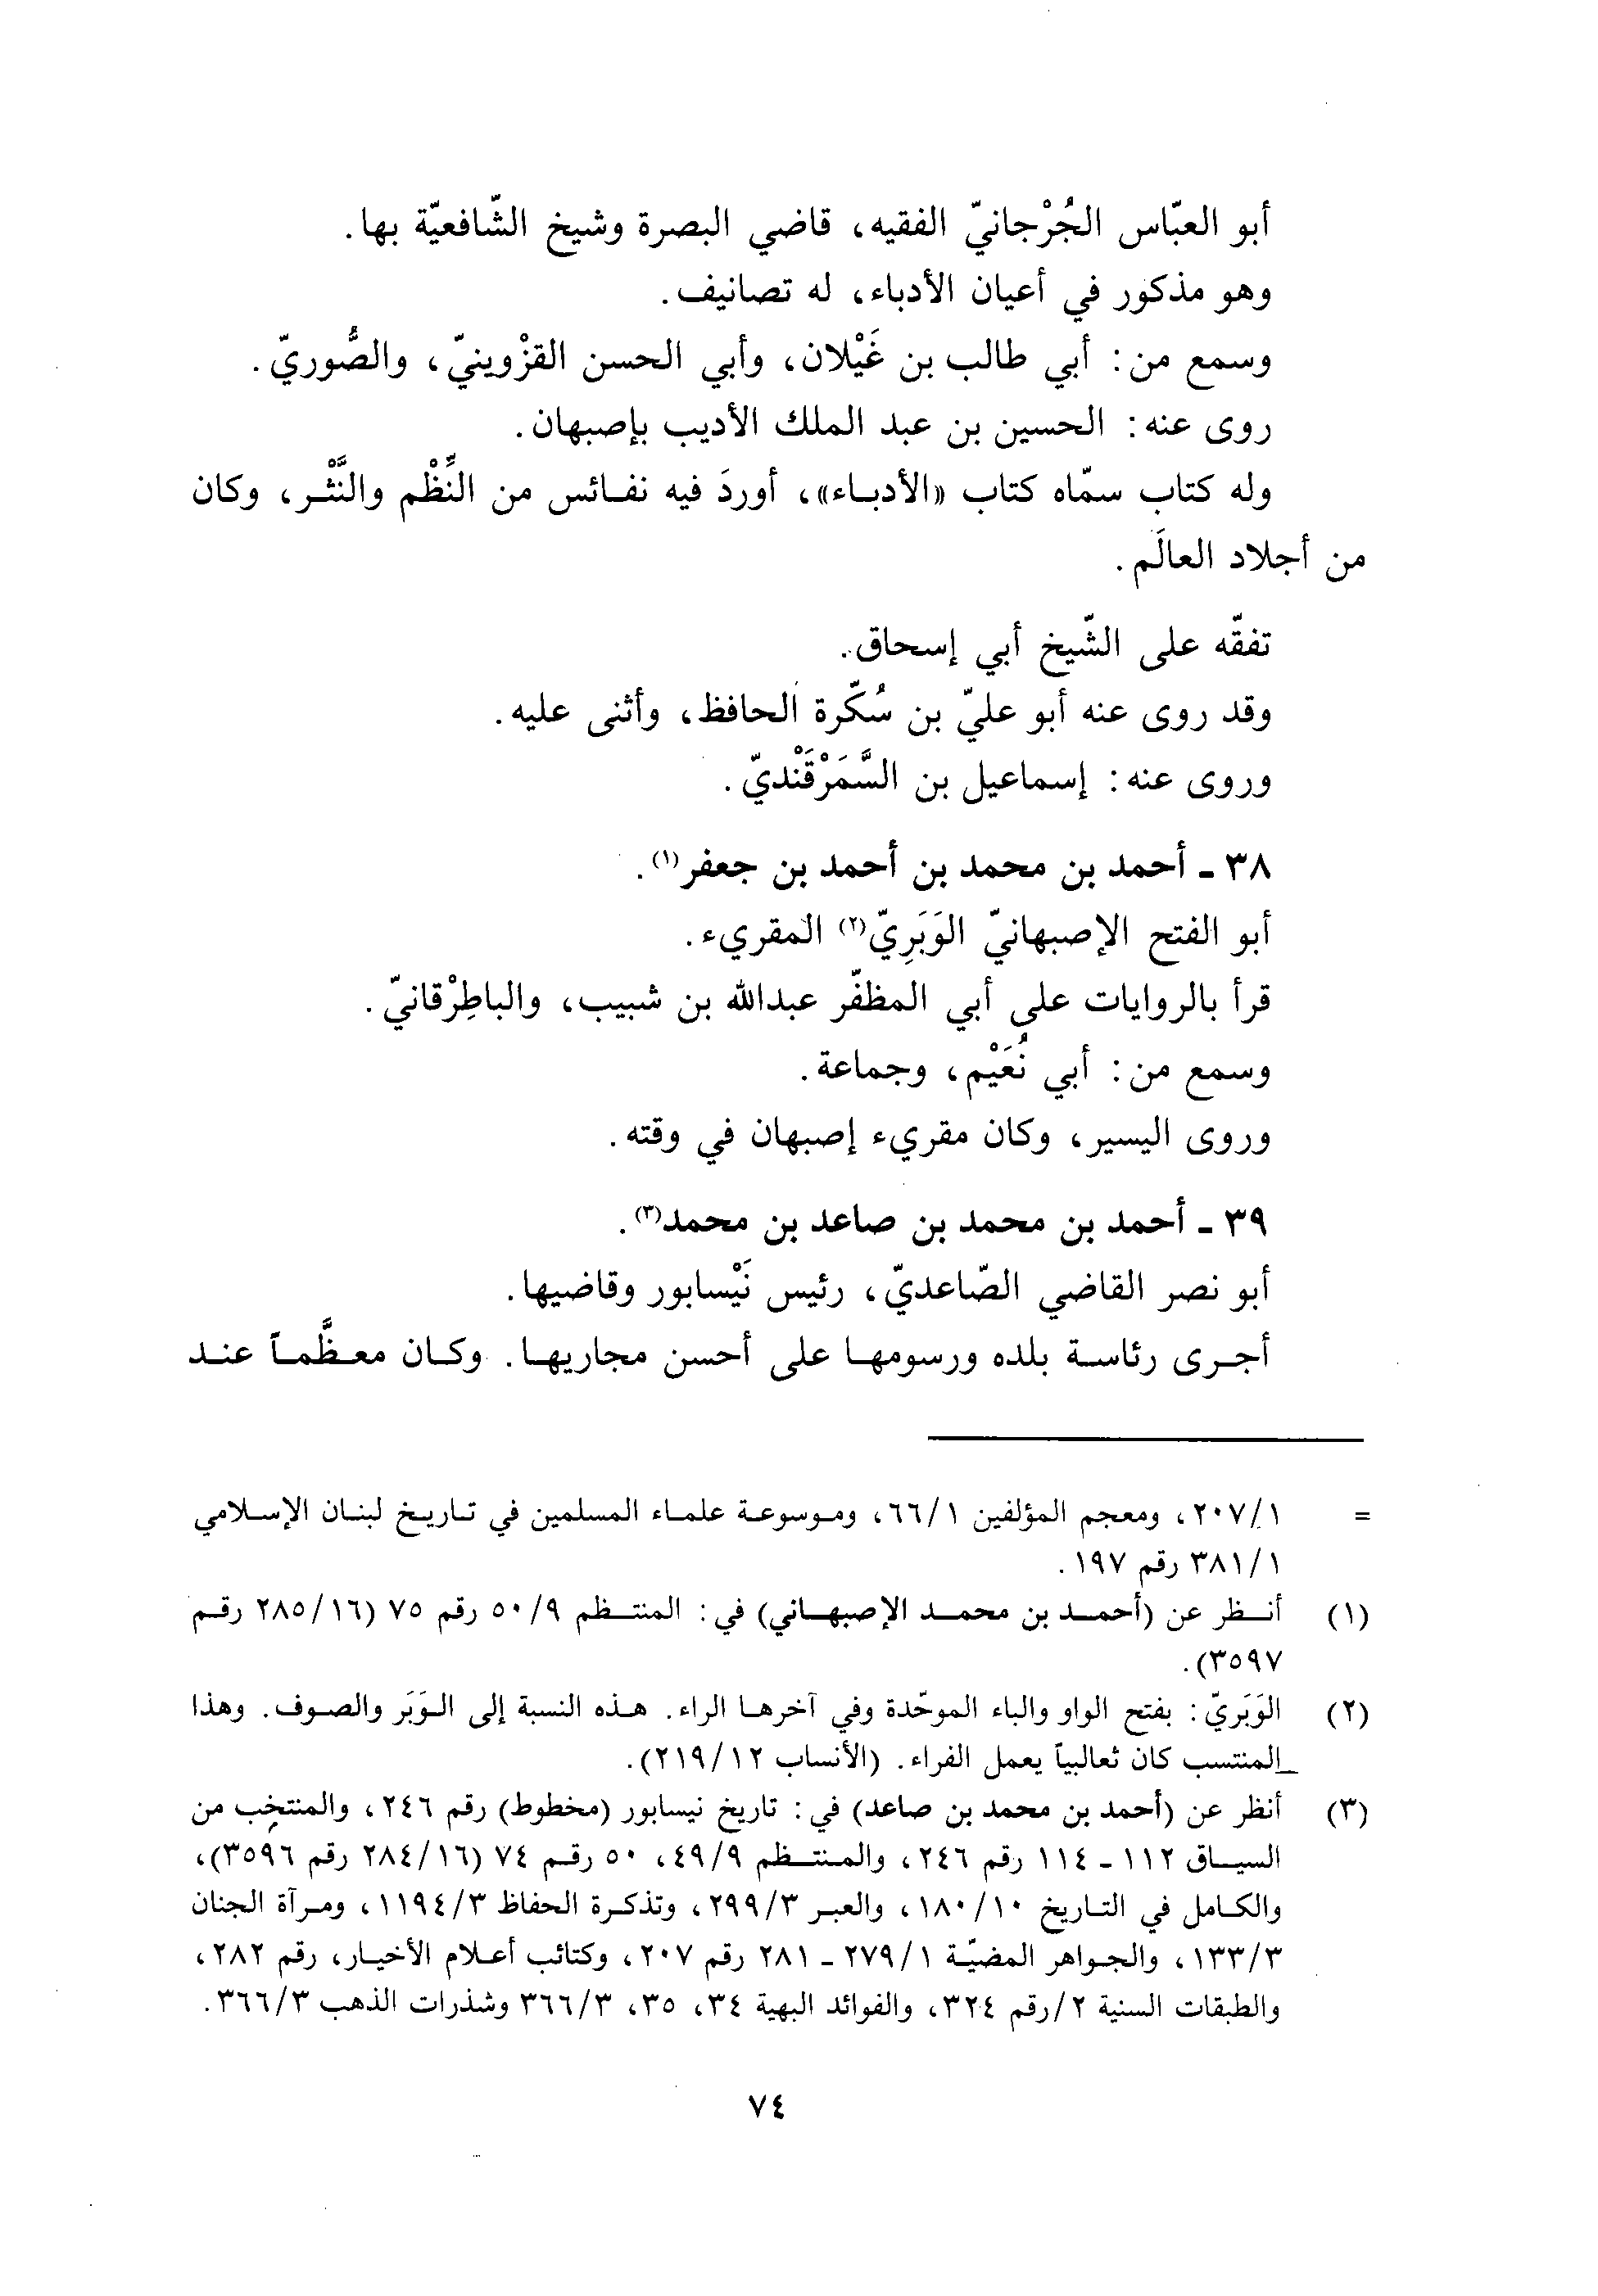 أبو العبّاس الجُرْجانيّ الفقيه، قاضي البصرة وشيخ الشّافعيّة بها.
وهو مذكور في أعيان الأدباء، له تصانيف.
وسمع من: أبي طالب بن غَيْلان، وأبي الحسن القزْوينيّ، والصُّوريّ.
روى عنه: الحسين بن عبد الملك الأديب بإصبهان.
وله كتاب سمّاه كتاب «الأدباء»، أوردَ فيه نفائس من النَّظْم والنَّثْر، وكان
من أجلاد العالَم.
تفقّه على الشّيخ أبي إسحاق.
وقد روى عنه أبو عليّ بن سُكّرة الحافظ، وأثنى عليه.
وروى عنه: إسماعيل بن السَّمَرْقَنْديّ.
٣٨ ـ أحمد بن محمد بن أحمد بن جعفر(١).
أبو الفتح الإصبهانيّ الوَبَرِيّ(٢) المقريء.
قرأ بالروايات على أبي المظفّر عبدالله بن شبيب، والباطِرْقانيّ.
وسمع من: أبي نُعَيْم، وجماعة.
وروى اليسير، وكان مقريء إصبهان في وقته.
٣٩ ـ أحمد بن محمد بن صاعد بن محمد(٣).
أبو نصر القاضي الصّاعديّ، رئيس نَيْسابور وقاضيها.
أجرى رئاسة بلده ورسومها على أحسن مجاريها. وكان معظَّماً عند
= ٢٠٧/١، ومعجم المؤلفين ٦٦/١، وموسوعة علماء المسلمين في تاريخ لبنان الإسلامي
٣٨١/١ رقم ١٩٧.
(١) أنظر عن (أحمد بن محمد الإصبهاني) في: المنتظم ٥٠/٩ رقم ٧٥ (٢٨٥/١٦ رقم
٣٥٩٧).
(٢) الوَبَريّ: بفتح الواو والباء الموحّدة وفي آخرها الراء. هذه النسبة إلى الوَبَر والصوف. وهذا
المنتسب كان ثعالبياً يعمل الفراء. (الأنساب ٢١٩/١٢).
(٣) أنظر عن (أحمد بن محمد بن صاعد) في: تاريخ نيسابور (مخطوط) رقم ٢٤٦، والمنتخب من
السياق ١١٢ ـ ١١٤ رقم ٢٤٦، والمنتظم ٤٩/٩، ٥٠ رقم ٧٤ (٢٨٤/١٦ رقم ٣٥٩٦)،
والكامل في التاريخ ١٨٠/١٠، والعبر ٢٩٩/٣، وتذكرة الحفاظ ١١٩٤/٣، ومرآة الجنان
١٣٣/٣، والجواهر المضيّة ٢٧٩/١ ـ ٢٨١ رقم ٢٠٧، وكتائب أعلام الأخيار، رقم ٢٨٢،
والطبقات السنية ٢/رقم ٣٢٤، والفوائد البهية ٣٤، ٣٥، ٣٦٦/٣ وشذرات الذهب ٣٦٦/٣.
٧٤